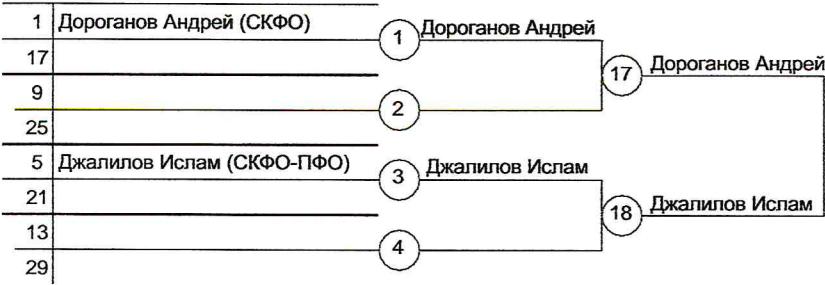 1 Дороганов Андрей (СКФО)
1 Дороганов Андрей
17
17 Дороганов Андрей
9
2
25
5 Джалилов Ислам (СКФО-ПФО)
3 Джалилов Ислам
21
18 Джалилов Ислам
13
4
29